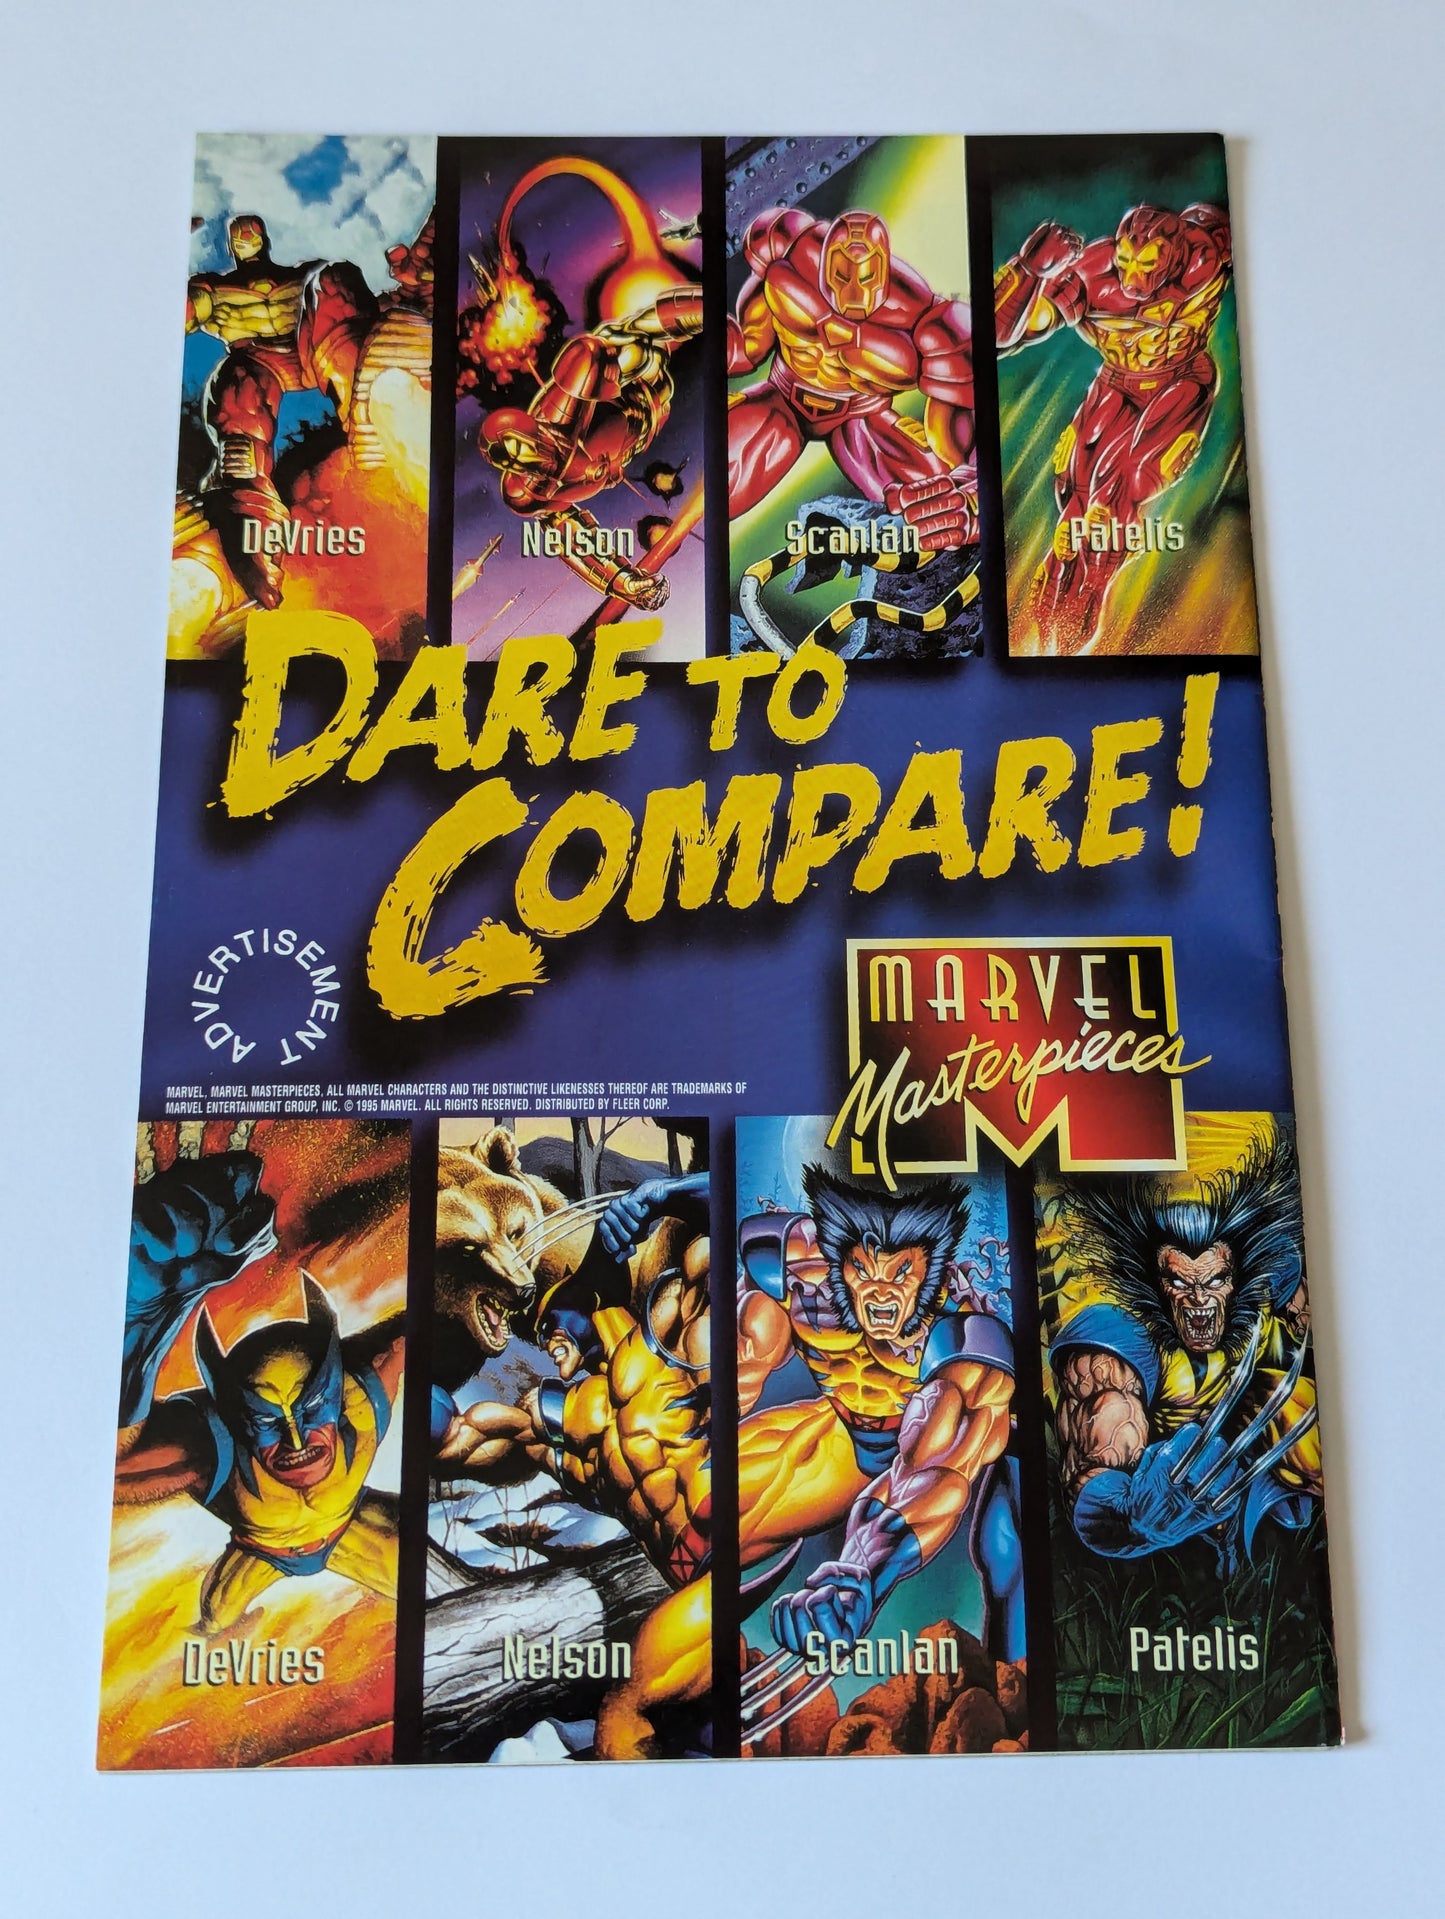 DeVries Nelson Scanlan Patelis
DARE TO
COMPARE!
ADVERTISEMENT
MARVEL
Masterpieces
MARVEL, MARVEL MASTERPIECES, ALL MARVEL CHARACTERS AND THE DISTINCTIVE LIKENESSES THEREOF ARE TRADEMARKS OF
MARVEL ENTERTAINMENT GROUP, INC. © 1995 MARVEL. ALL RIGHTS RESERVED. DISTRIBUTED BY FLEER CORP.
DeVries Nelson Scanlan Patelis